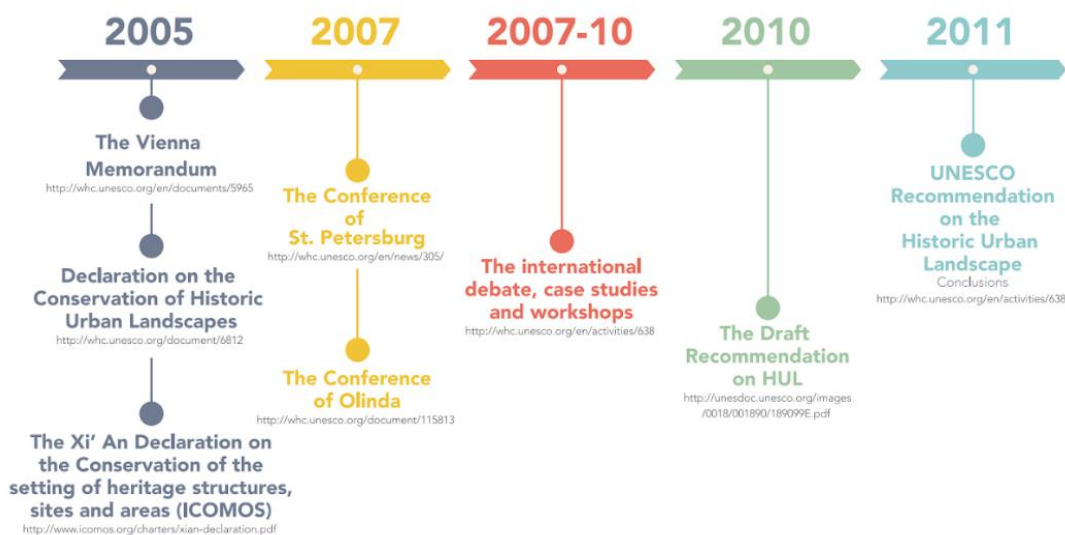 2005
The Vienna
Memorandum
http://whc.unesco.org/en/documents/5965
Declaration on the
Conservation of Historic
Urban Landscapes
http://whc.unesco.org/document/6812
The Xi' An Declaration on
the Conservation of the
setting of heritage structures,
sites and areas (ICOMOS)
http://www.icomos.org/charters/xian-declaration.pdf
2007
The Conference
of
St. Petersburg
http://whc.unesco.org/en/news/305/
The Conference
of Olinda
http://whc.unesco.org/document/115813
2007-10
The international
debate, case studies
and workshops
http://whc.unesco.org/en/activities/638
2010
The Draft
Recommendation
on HUL
http://unesdoc.unesco.org/images
/0018/001890/189099E.pdf
2011
UNESCO
Recommendation
on the
Historic Urban
Landscape
Conclusions
http://whc.unesco.org/en/activities/638